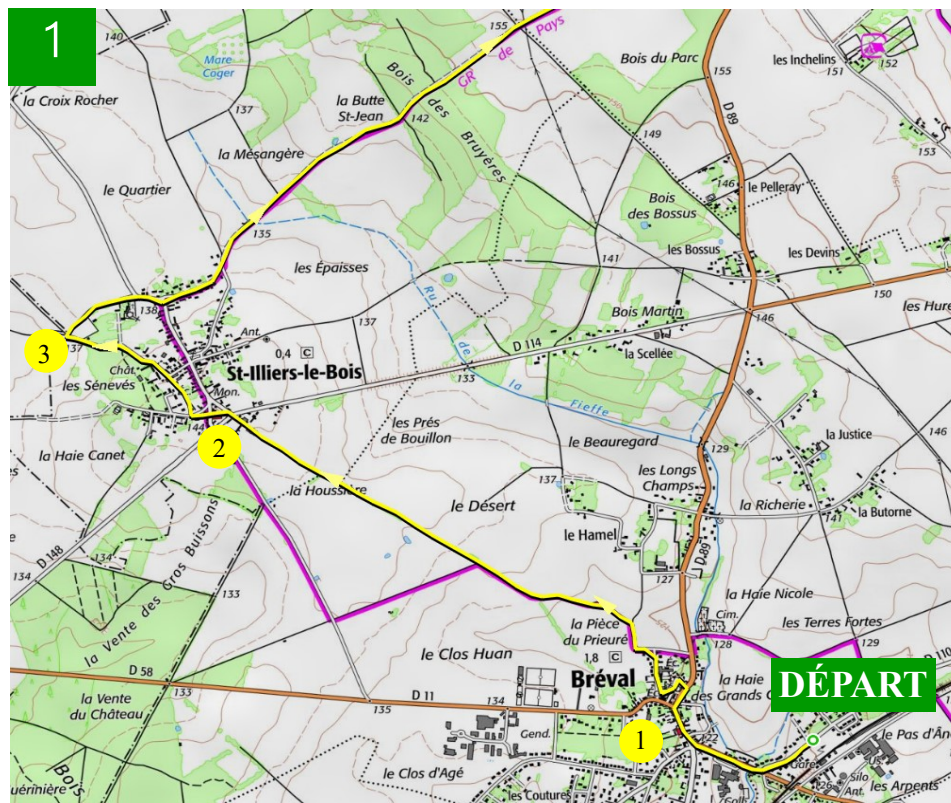 1
140
Mare
Coger
155
GR de Pays
Bois du Parc
les Inchelins
151
152
la Croix Rocher
137
la Butte
St-Jean
142
Bois des Bruyères
155
D 89
149
153
la Mésangère
le Quartier
135
146
le Pelleray
Bois
des Bossus
les Bossus
les Devins
les Épaisses
141
150
138
137
Ru de la Fieffe
Bois Martin
146
3
137
Ant.
0,4 C
D 114
133
la Scellée
Chât.
St-Illiers-le-Bois
les Sénevés
Mon.
144
les Prés
de Bouillon
le Beauregard
146
2
la Haie Canet
129
la Justice
la Houssière
137
les Longs
Champs
le Désert
la Richerie
141
la Butorne
D 148
134
134
le Hamel
D 89
127
la Vente des Gros Buissons
133
la Haie Nicole
Cim.
les Terres Fortes
la Pièce
du Prieuré
128
129
D 110
1,8 C
le Clos Huan
D 58
Bréval
la Haie
des Grands
DÉPART
133
D 11
la Vente
du Château
135
134
Gend.
1
122
le Clos d'Agé
Gare
Us.
Silo
Ant.
126
les Arpents
Bois
les Coutures